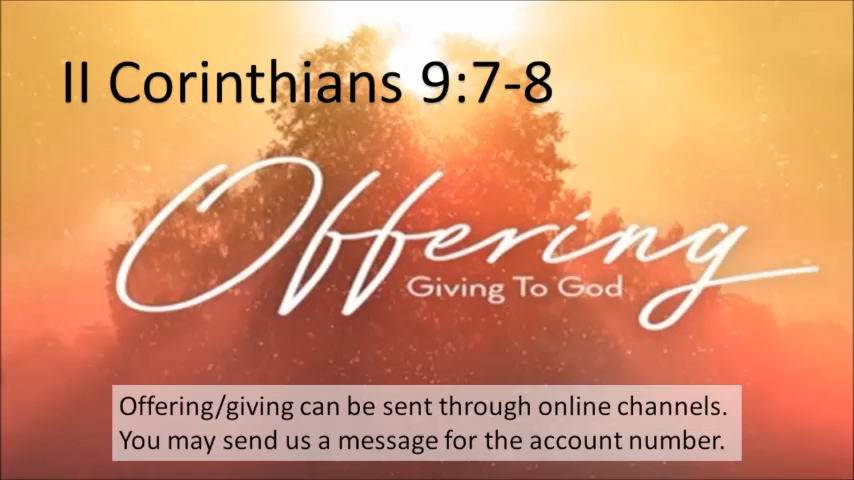 II Corinthians 9:7-8
Offering
Giving To God
Offering/giving can be sent through online channels.
You may send us a message for the account number.